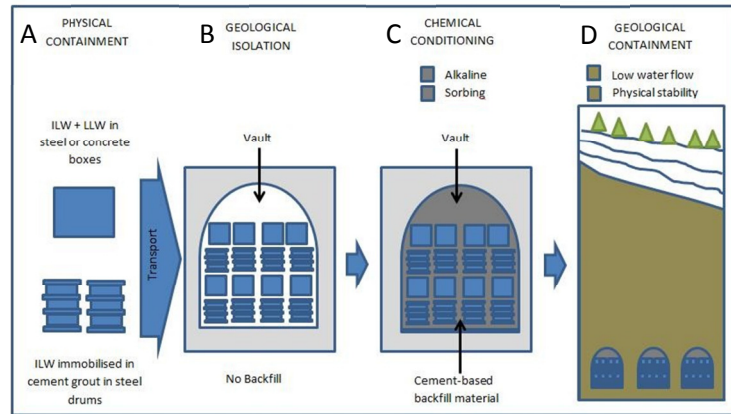 A
PHYSICAL
CONTAINMENT
ILW + LLW in
steel or concrete
boxes
ILW immobilised in
cement grout in steel
drums
Transport
B
GEOLOGICAL
ISOLATION
Vault
No Backfill
C
CHEMICAL
CONDITIONING
Alkaline
Sorbing
Vault
Cement-based
backfill material
D
GEOLOGICAL
CONTAINMENT
Low water flow
Physical stability